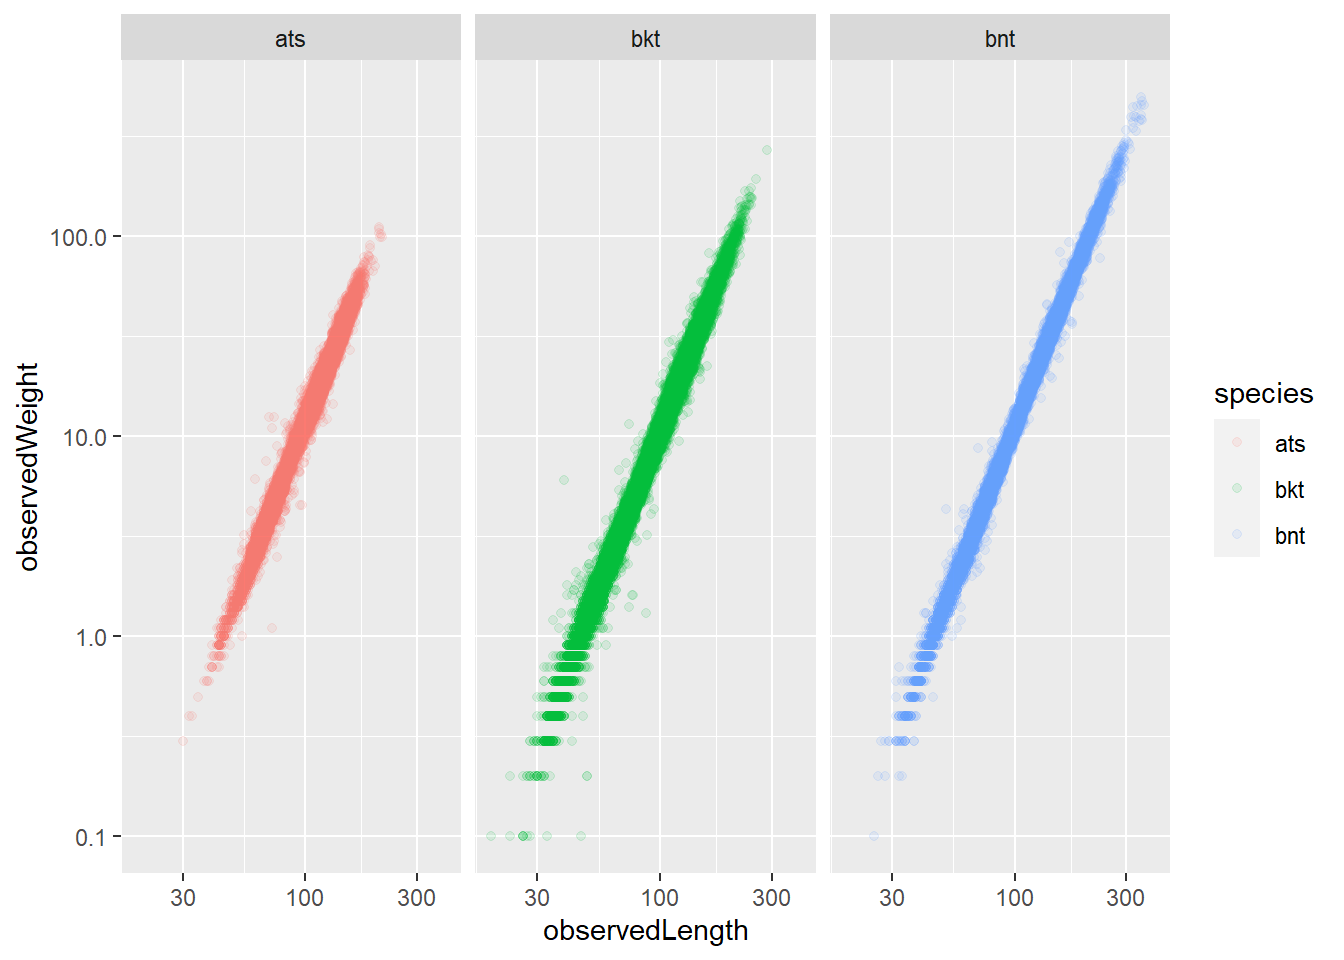 ats bkt bnt
100.0
10.0
1.0
0.1
observedWeight
30 100 300 30 100 300 30 100 300
observedLength
species
ats
bkt
bnt